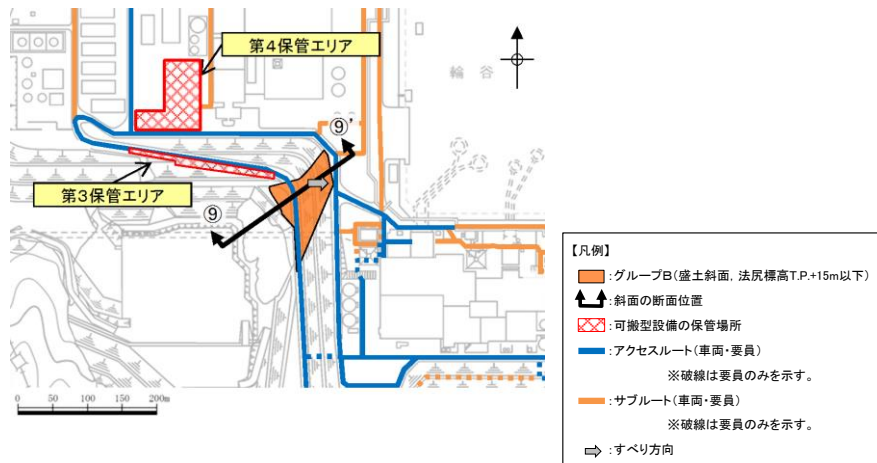 第4保管エリア
輪谷
⑨'
第3保管エリア
⑨
0 50 100 150 200m
【凡例】
:グループB(盛土斜面, 法尻標高T.P.+15m以下)
:斜面の断面位置
:可搬型設備の保管場所
:アクセスルート(車両・要員)
※破線は要員のみを示す。
:サブルート(車両・要員)
※破線は要員のみを示す。
:すべり方向